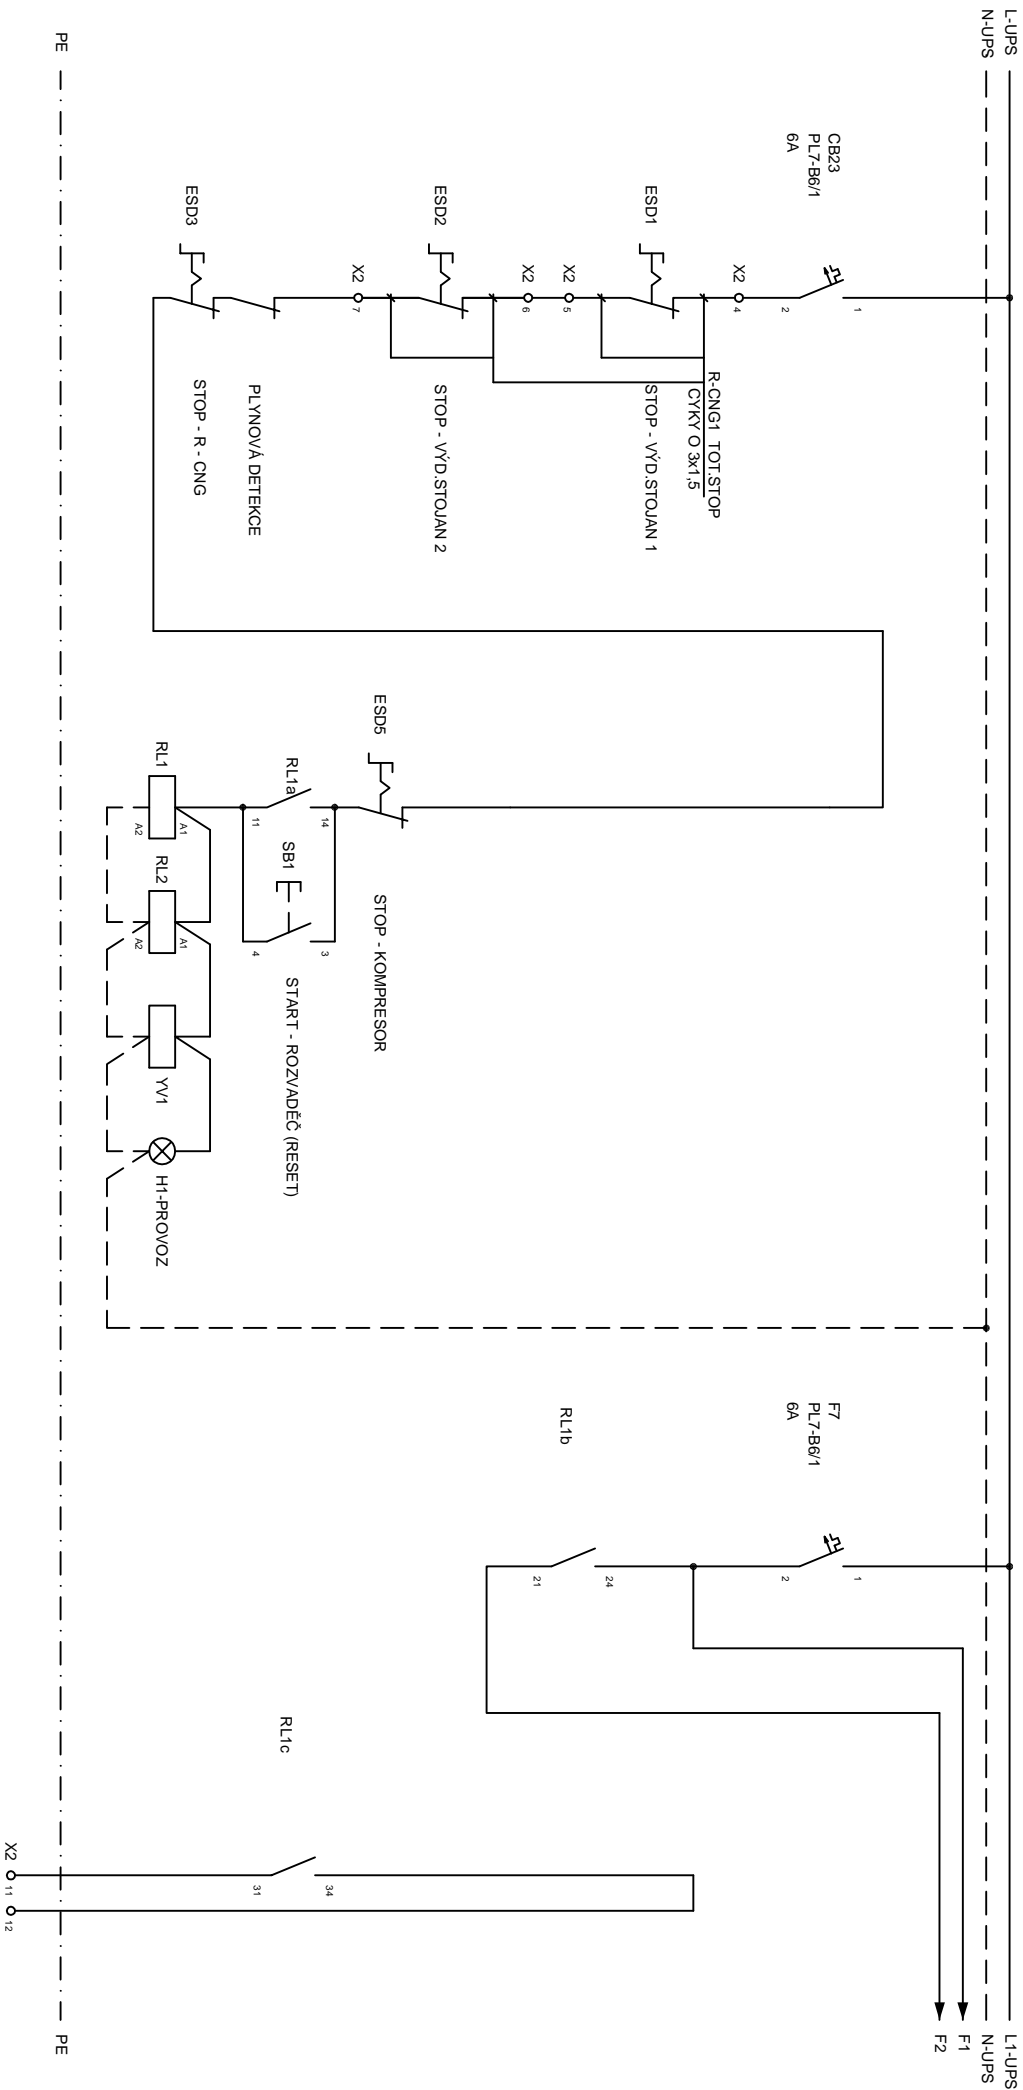 L-UPS
N-UPS
PE
CB23
PL7-B6/1
6A
1
2
X2
4
R-CNG1 TOT.STOP
CYKY O 3x1,5
ESD1
STOP - VÝD.STOJAN 1
X2
5
X2
6
ESD2
STOP - VÝD.STOJAN 2
X2
7
PLYNOVÁ DETEKCE
ESD3
STOP - R - CNG
ESD5
STOP - KOMPRESOR
RL1a
14
11
SB1
3
4
START - ROZVADĚČ (RESET)
RL1
A1
A2
RL2
A1
A2
YV1
H1-PROVOZ
F7
PL7-B6/1
6A
1
2
RL1b
24
21
RL1c
34
31
X2
11
12
L1-UPS
N-UPS
F1
F2
PE